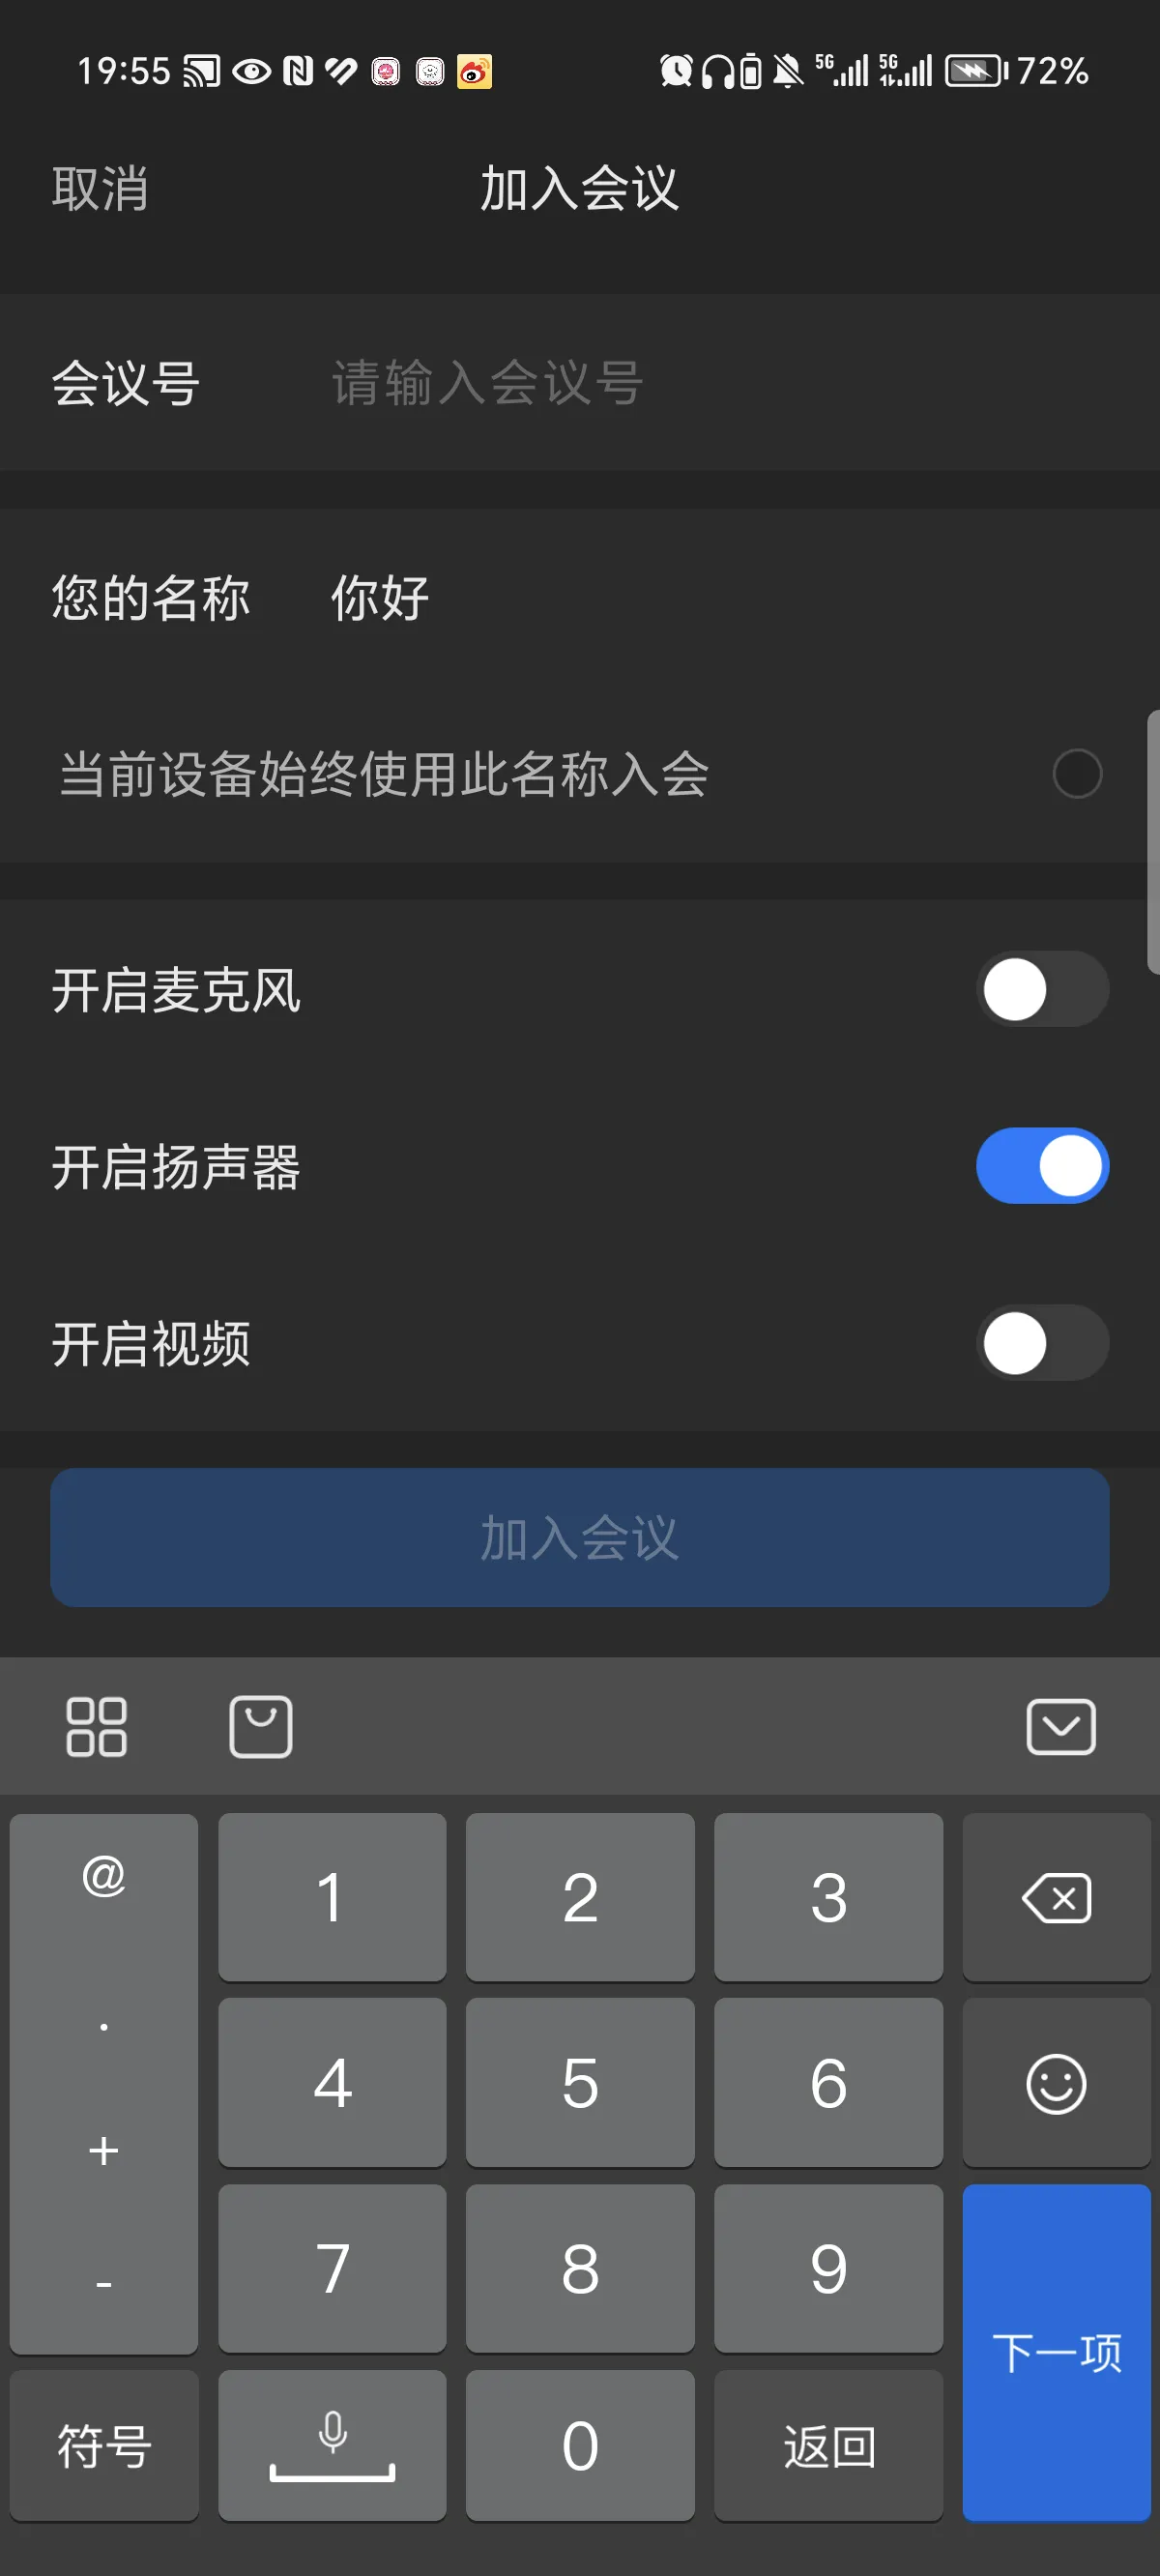 19:55 5G 5G 72%
取消 加入会议
会议号 请输入会议号
您的名称 你好
当前设备始终使用此名称入会
开启麦克风
开启扬声器
开启视频
加入会议
@ 1 2 3
. 4 5 6
+
- 7 8 9 下一项
符号 0 返回